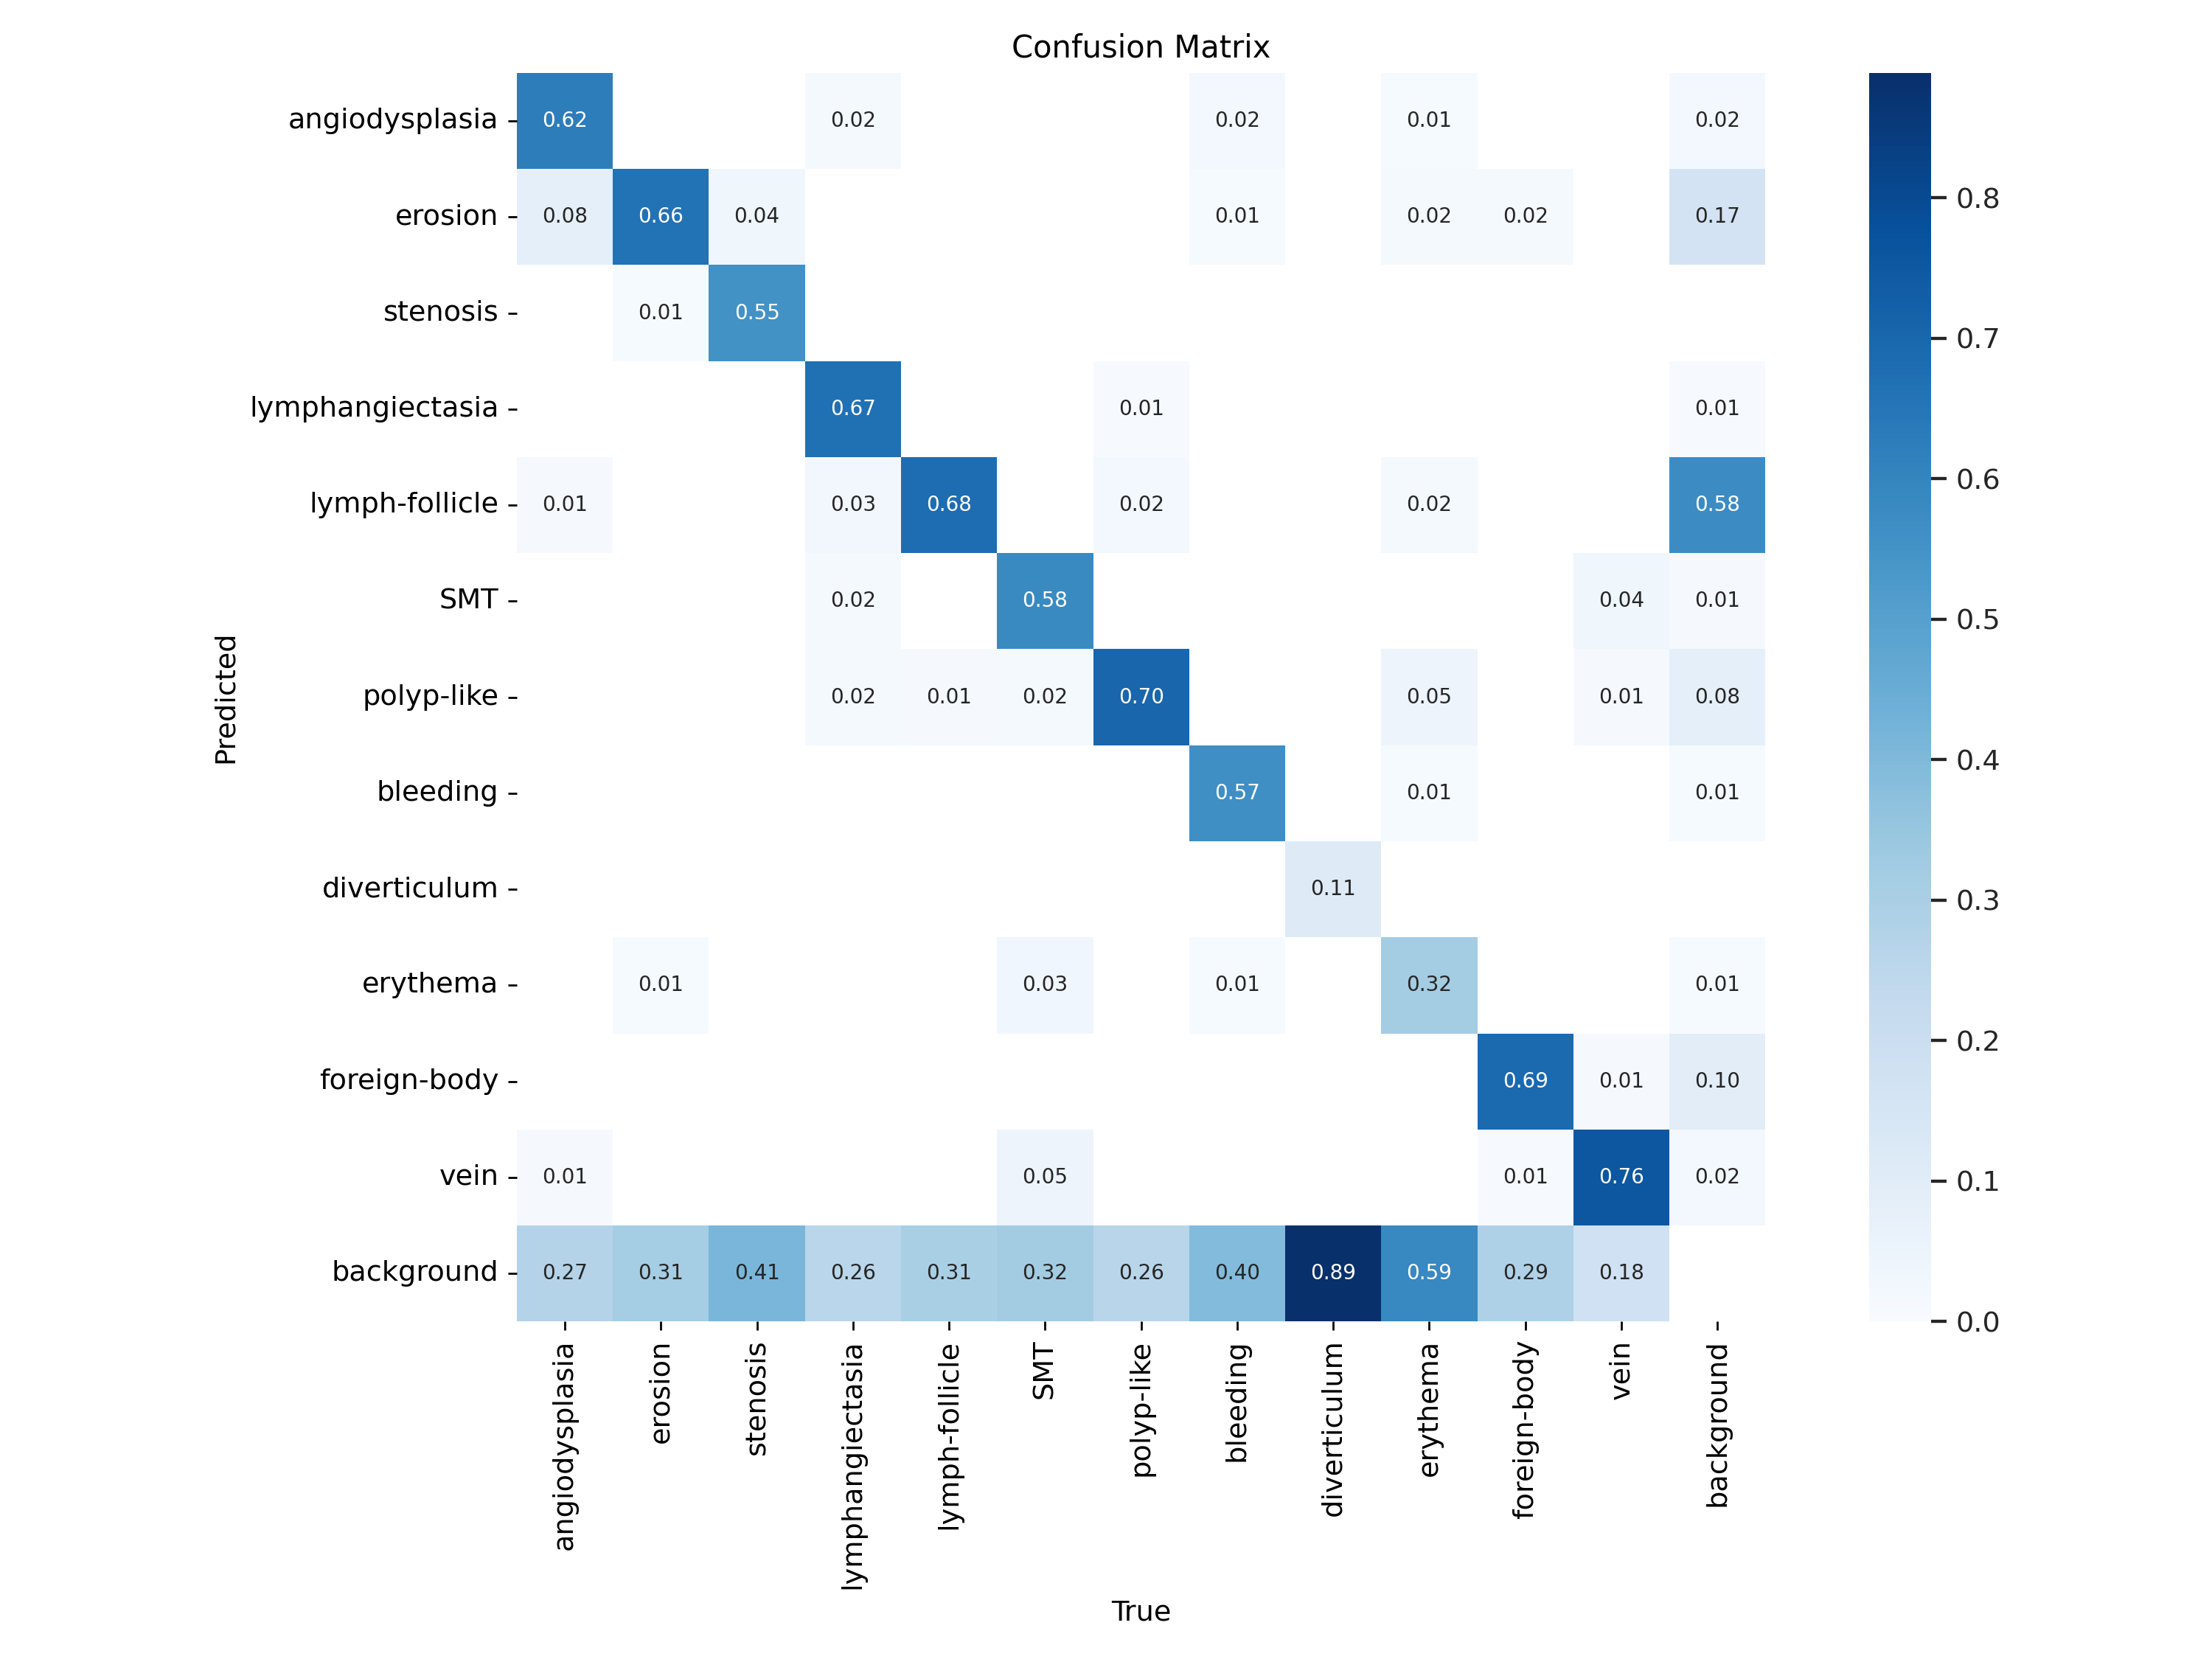 Confusion Matrix
angiodysplasia 0.62 0.02 0.02 0.01 0.02
erosion 0.08 0.66 0.04 0.01 0.02 0.02 0.17
stenosis 0.01 0.55
lymphangiectasia 0.67 0.01 0.01
lymph-follicle 0.01 0.03 0.68 0.02 0.02 0.58
SMT 0.02 0.58 0.04 0.01
polyp-like 0.02 0.01 0.02 0.70 0.05 0.01 0.08
bleeding 0.57 0.01 0.01
diverticulum 0.11
erythema 0.01 0.03 0.01 0.32 0.01
foreign-body 0.69 0.01 0.10
vein 0.01 0.05 0.01 0.76 0.02
background 0.27 0.31 0.41 0.26 0.31 0.32 0.26 0.40 0.89 0.59 0.29 0.18
Predicted
angiodysplasia
erosion
stenosis
lymphangiectasia
lymph-follicle
SMT
polyp-like
bleeding
diverticulum
erythema
foreign-body
vein
background
True
0.8
0.7
0.6
0.5
0.4
0.3
0.2
0.1
0.0